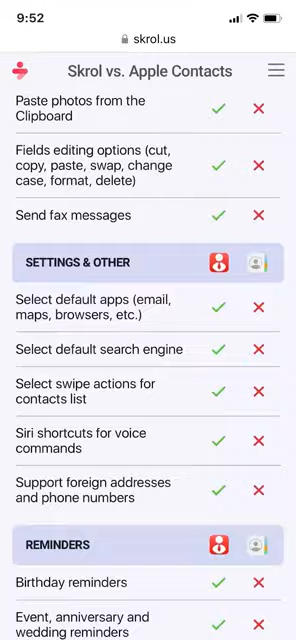 9:52
skrol.us
Skrol vs. Apple Contacts
Paste photos from the
Clipboard
Fields editing options (cut,
copy, paste, swap, change
case, format, delete)
Send fax messages
SETTINGS & OTHER
Select default apps (email,
maps, browsers, etc.)
Select default search engine
Select swipe actions for
contacts list
Siri shortcuts for voice
commands
Support foreign addresses
and phone numbers
REMINDERS
Birthday reminders
Event, anniversary and
wedding reminders